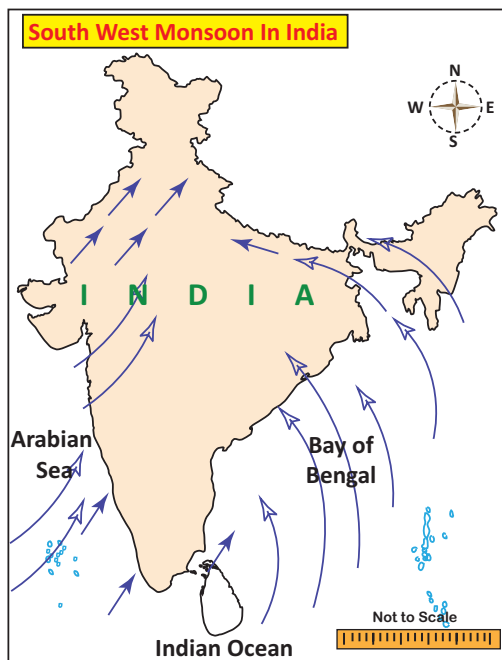 South West Monsoon In India
N
W E
S
I N D I A
Arabian
Sea
Bay of
Bengal
Not to Scale
Indian Ocean